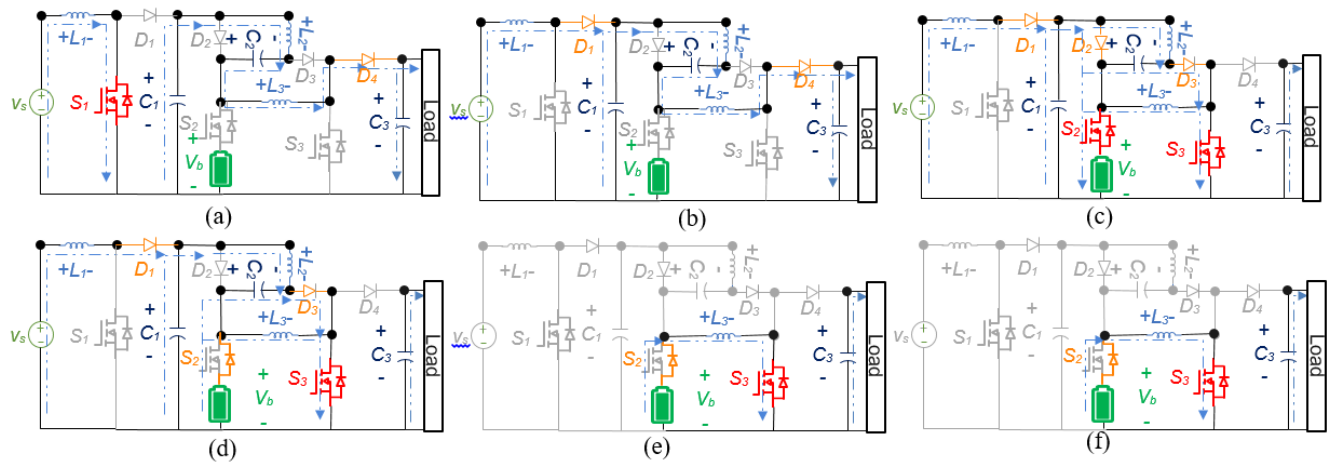 +L1- D1 D2 + C2 - +L2- D3 D4 +L3- vs S1 + C1 - S2 + Vb - S3 + C3 - Load
(a)
+L1- D1 D2 + C2 - +L2- D3 D4 +L3- vs S1 + C1 - S2 + Vb - S3 + C3 - Load
(b)
+L1- D1 D2 + C2 - +L2- D3 D4 +L3- vs S1 + C1 - S2 + Vb - S3 + C3 - Load
(c)
+L1- D1 D2 + C2 - +L2- D3 D4 +L3- vs S1 + C1 - S2 + Vb - S3 + C3 - Load
(d)
+L1- D1 D2 + C2 - +L2- D3 D4 +L3- vs S1 + C1 - S2 + Vb - S3 + C3 - Load
(e)
+L1- D1 D2 + C2 - +L2- D3 D4 +L3- vs S1 + C1 - S2 + Vb - S3 + C3 - Load
(f)